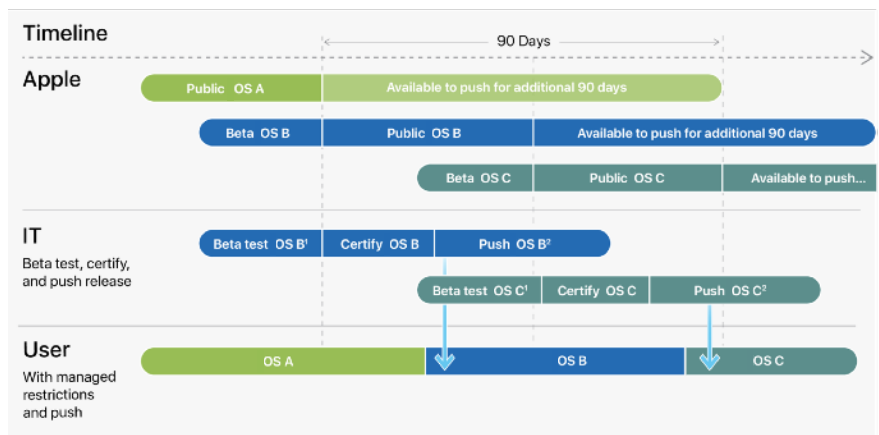 Timeline
90 Days
Apple
Public OS A
Available to push for additional 90 days
Beta OS B
Public OS B
Available to push for additional 90 days
Beta OS C
Public OS C
Available to push...
IT
Beta test, certify,
and push release
Beta test OS B¹
Certify OS B
Push OS B²
Beta test OS C¹
Certify OS C
Push OS C²
User
With managed
restrictions
and push
OS A
OS B
OS C